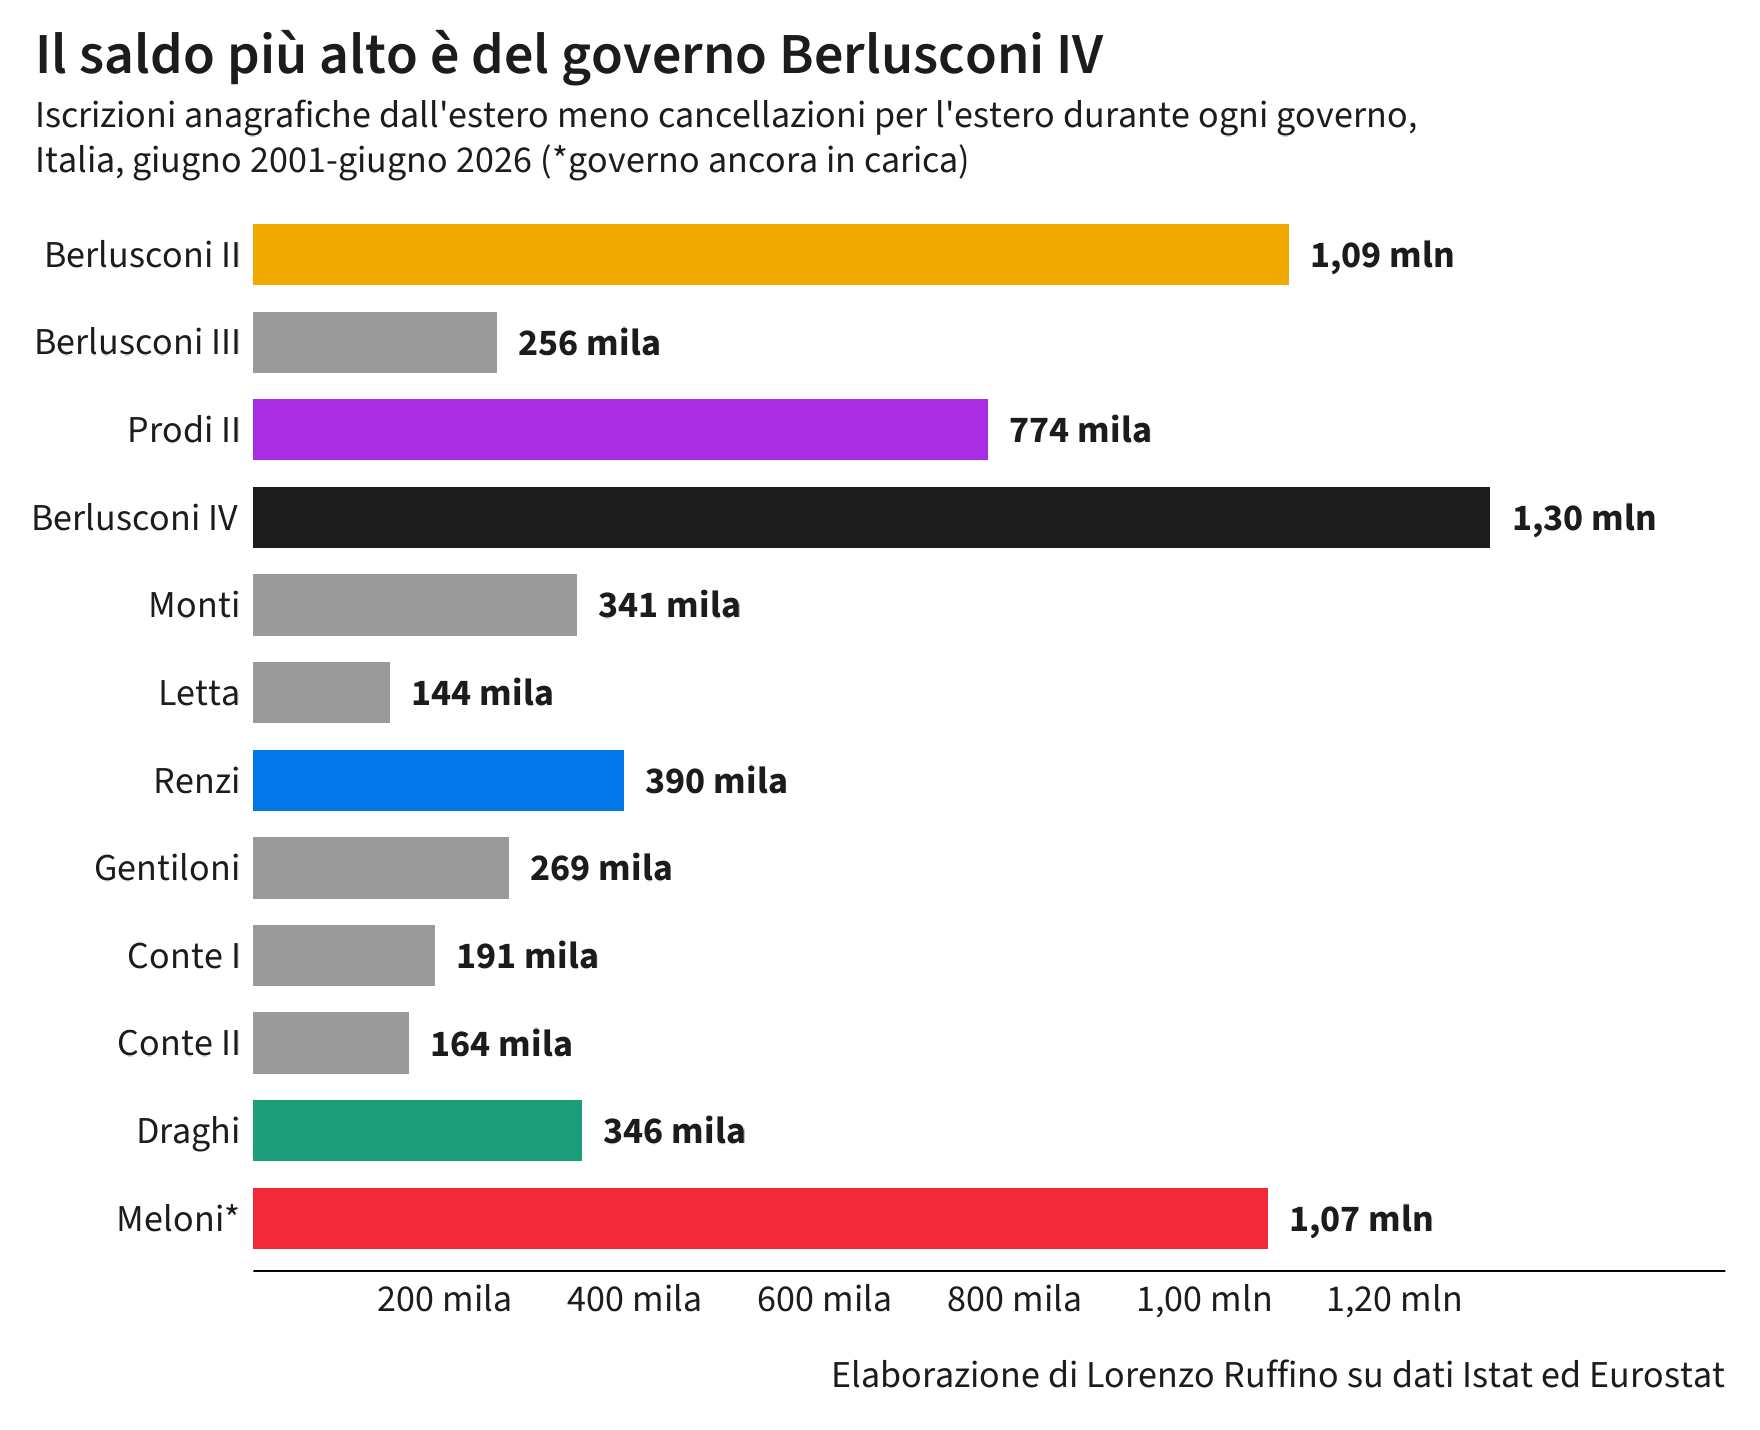 Il saldo più alto è del governo Berlusconi IV
Iscrizioni anagrafiche dall'estero meno cancellazioni per l'estero durante ogni governo,
Italia, giugno 2001-giugno 2026 (*governo ancora in carica)
Berlusconi II 1,09 mln
Berlusconi III 256 mila
Prodi II 774 mila
Berlusconi IV 1,30 mln
Monti 341 mila
Letta 144 mila
Renzi 390 mila
Gentiloni 269 mila
Conte I 191 mila
Conte II 164 mila
Draghi 346 mila
Meloni* 1,07 mln
200 mila 400 mila 600 mila 800 mila 1,00 mln 1,20 mln
Elaborazione di Lorenzo Ruffino su dati Istat ed Eurostat